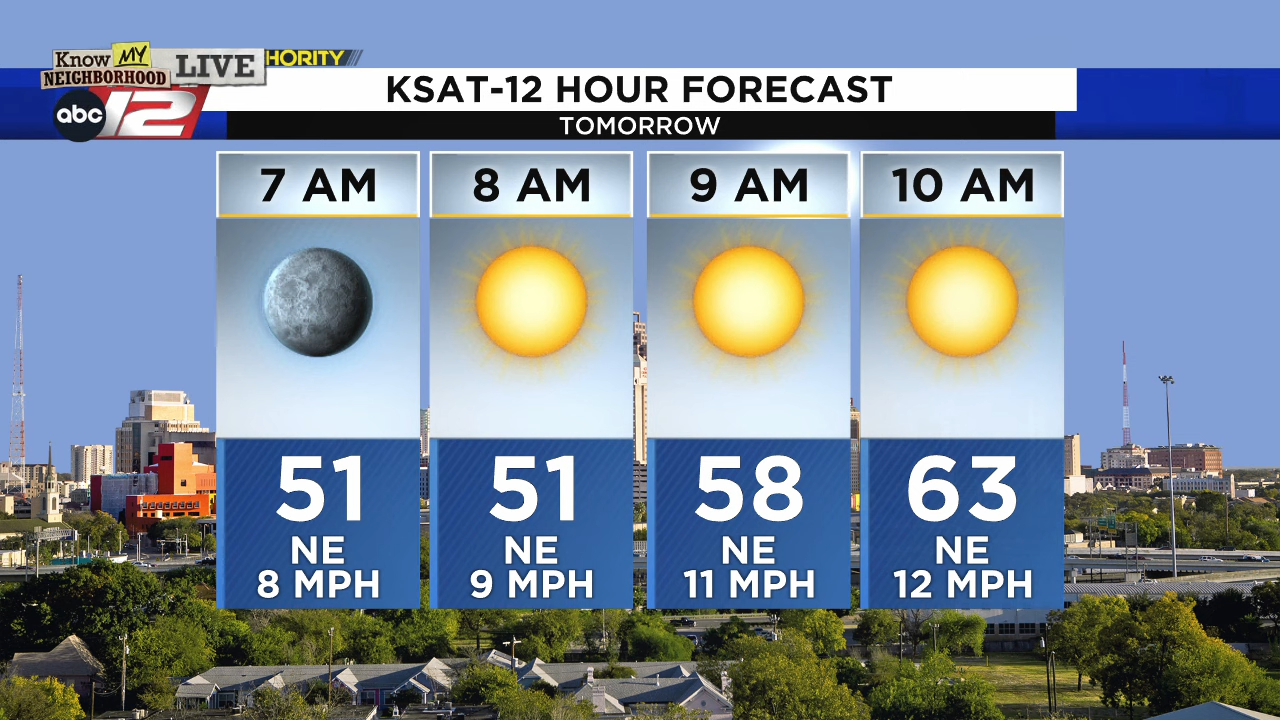 Know MY
NEIGHBORHOOD
LIVE
HORITY
abc 12
KSAT-12 HOUR FORECAST
TOMORROW
7 AM
8 AM
9 AM
10 AM
51
NE
8 MPH
51
NE
9 MPH
58
NE
11 MPH
63
NE
12 MPH